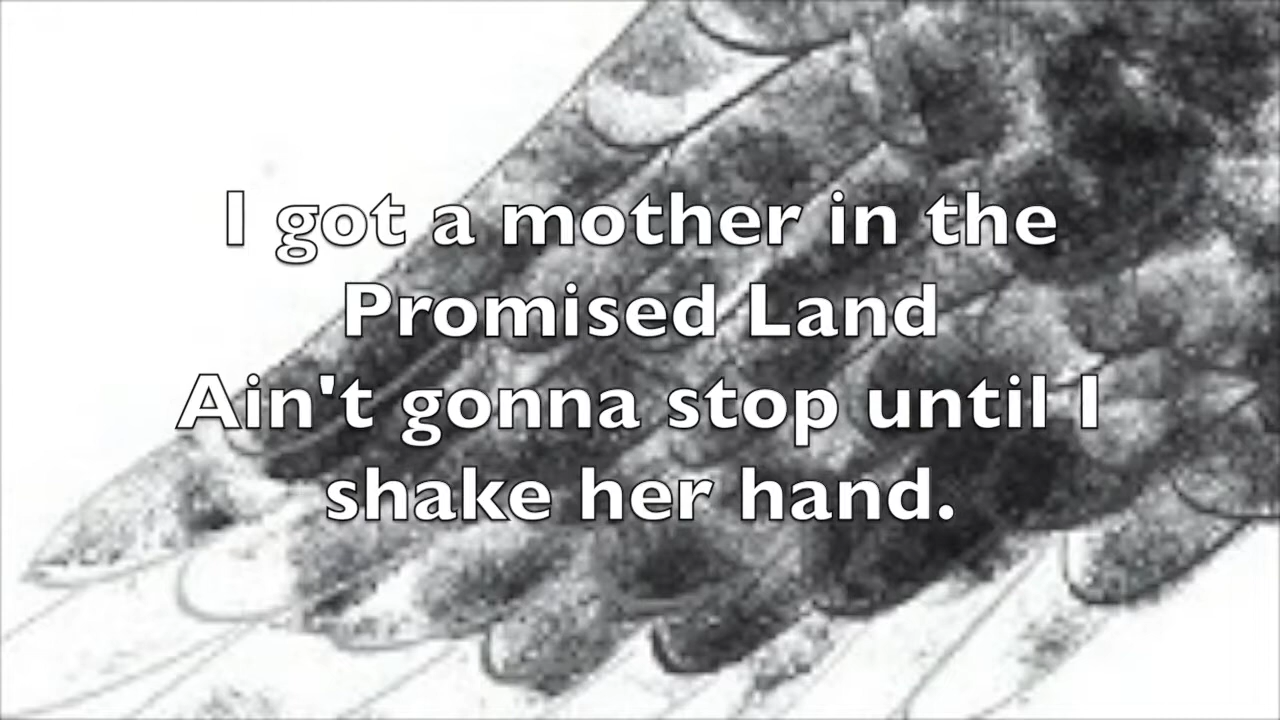 I got a mother in the
Promised Land
Ain't gonna stop until I
shake her hand.